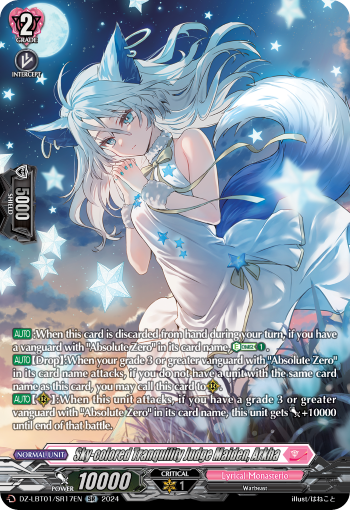 2
GRADE
INTERCEPT
5000
SHIELD
AUTO:When this card is discarded from hand during your turn, if you have
a vanguard with "Absolute Zero" in its card name, 1
AUTO [Drop]:When your grade 3 or greater vanguard with "Absolute Zero"
in its card name attacks, if you do not have a unit with the same card
name as this card, you may call this card to .
AUTO :When this unit attacks, if you have a grade 3 or greater
vanguard with "Absolute Zero" in its card name, this unit gets +10000
until end of that battle.
NORMAL UNIT
Sky-colored Tranquility Judge Maiden, Arkha
POWER 10000
CRITICAL
1
Lyrical Monasterio
Warbeast
D-DZ-LBT01/SR17EN SR 2024
illust/はねこと